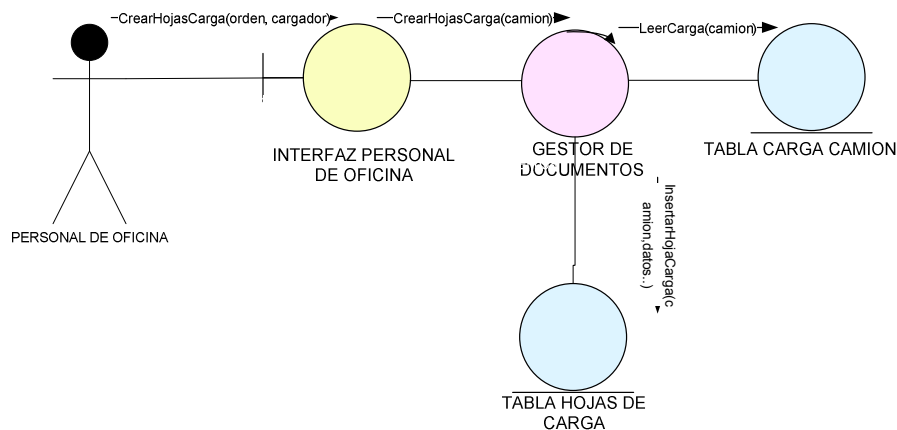 CrearHojasCarga(orden, cargador)
CrearHojasCarga(camion)
LeerCarga(camion)
INTERFAZ PERSONAL
DE OFICINA
GESTOR DE
DOCUMENTOS
TABLA CARGA CAMION
PERSONAL DE OFICINA
InsertarHojaCarga(c
amion,datos..)
TABLA HOJAS DE
CARGA